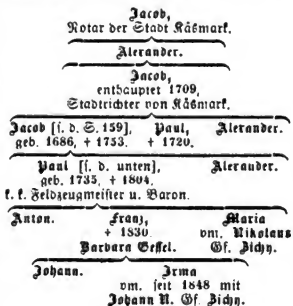 Jacob,
Notar der Stadt Käsmark.
Alexander.
Jacob,
enthauptet 1709,
Stadtrichter von Käsmark.
Jacob [s. d. S. 159], Paul, Alexander.
geb. 1686, † 1753. † 1720.
Paul [s. d. unten], Alexander.
geb. 1735, † 1804,
k. k. Feldzeugmeister u. Baron.
Anton. Franz, Maria
† 1830. vm. Nikolaus
Barbara Gf. Zichy.
Johann. Irma
vm. seit 1848 mit
Johann N. Gf. Zichy.